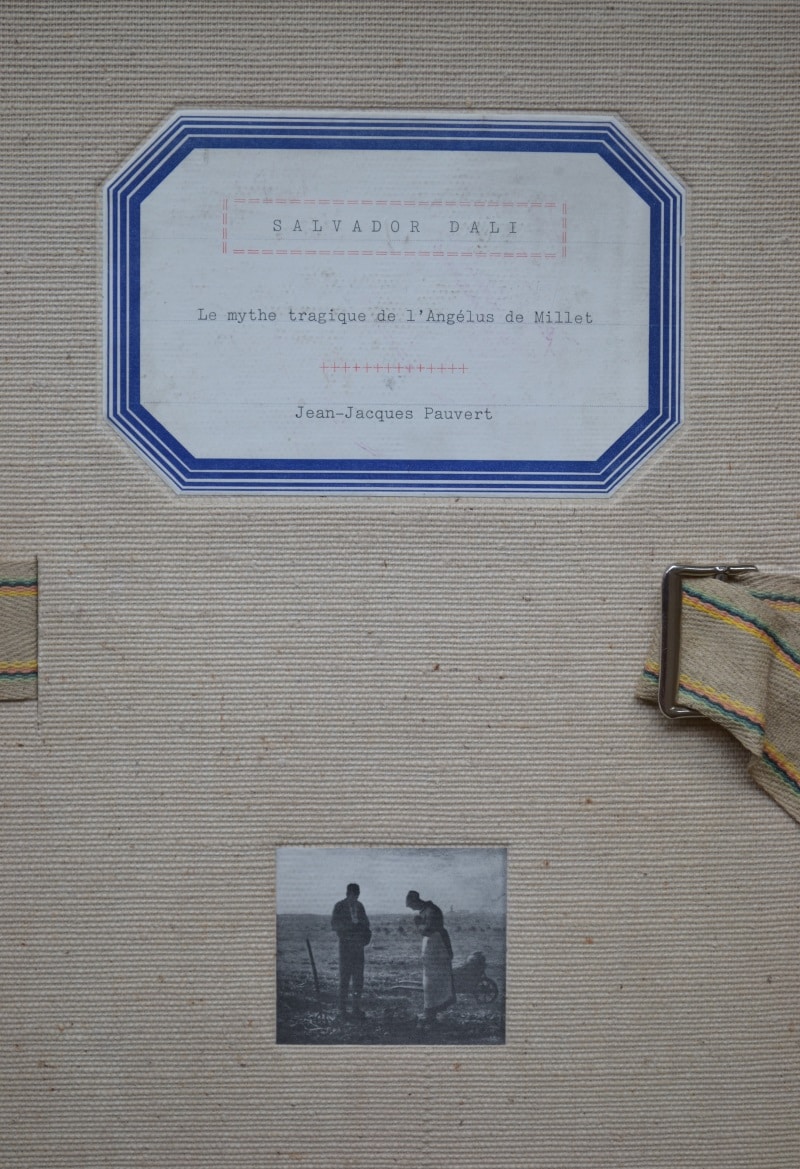 SALVADOR DALI
Le mythe tragique de l'Angélus de Millet
Jean-Jacques Pauvert